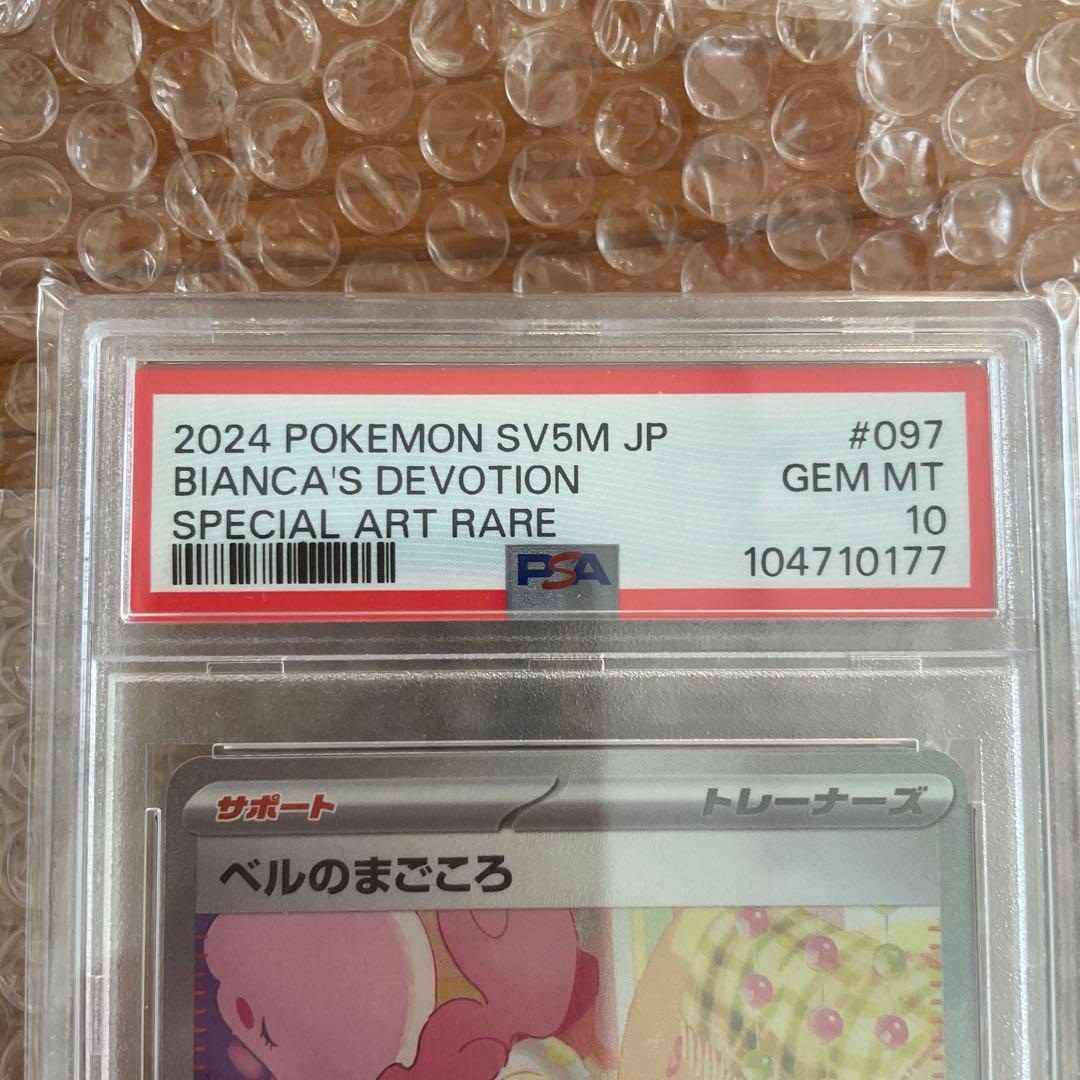 2024 POKEMON SV5M JP #097
BIANCA'S DEVOTION GEM MT
SPECIAL ART RARE 10
PSA 104710177
サポート トレーナーズ
ベルのまごころ